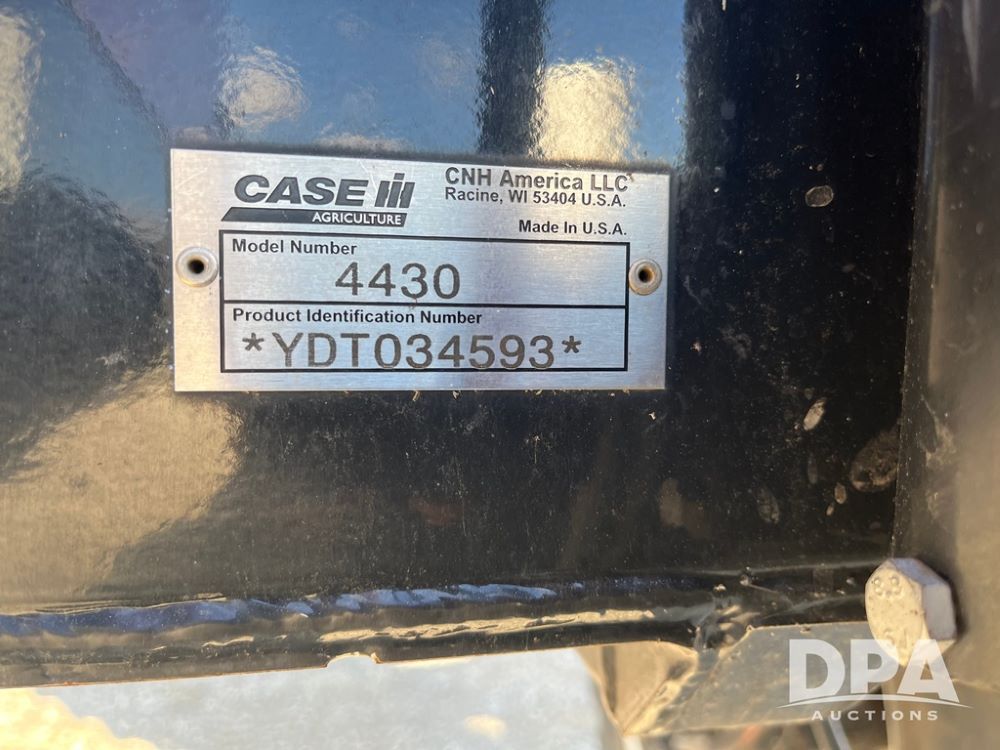 CASE IH
AGRICULTURE
CNH America LLC
Racine, WI 53404 U.S.A.
Made In U.S.A.
Model Number
4430
Product Identification Number
*YDT034593*
DPA
AUCTIONS